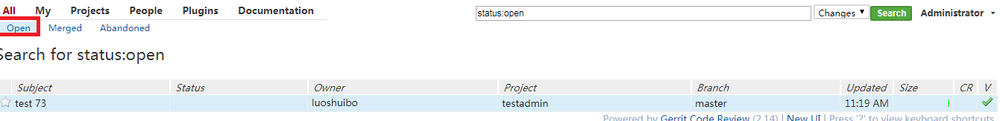 All My Projects People Plugins Documentation status:open Changes Search Administrator
Open Merged Abandoned
Search for status:open
Subject Status Owner Project Branch Updated Size CR V
test 73 luoshuibo testadmin master 11:19 AM
Powered by Gerrit Code Review (2.14) | New UI | Press '?' to view keyboard shortcuts